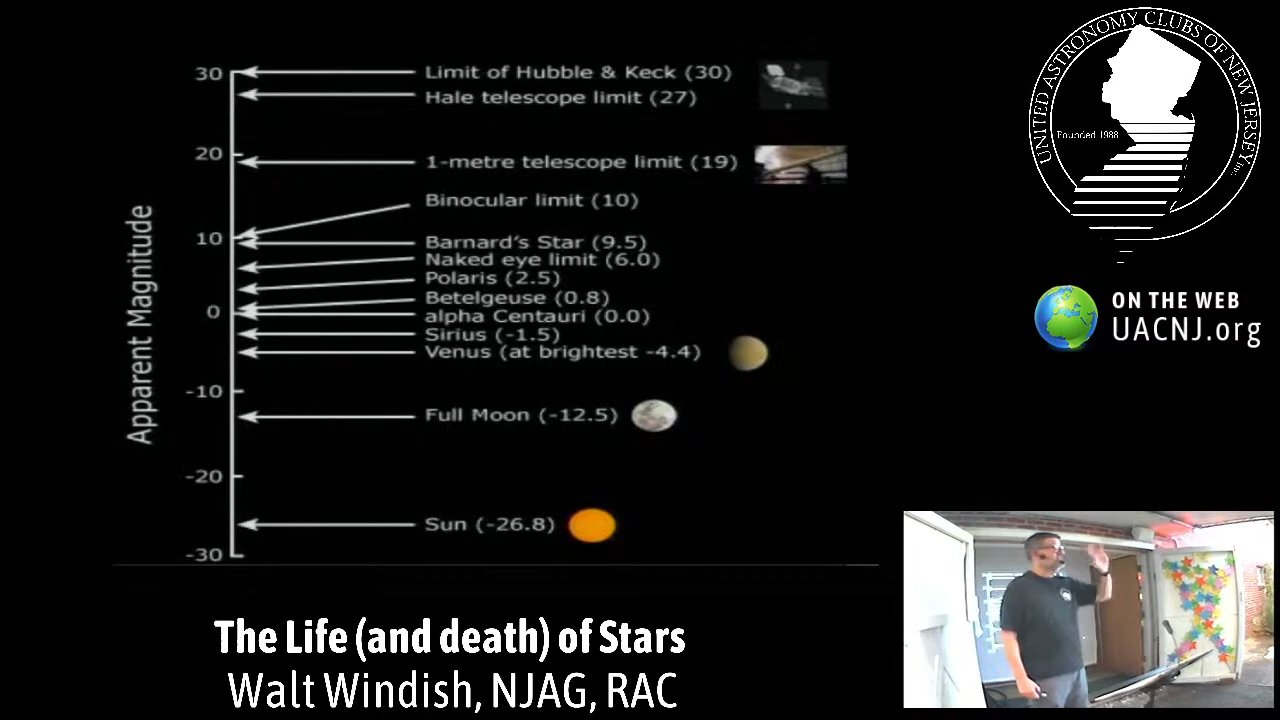 30
Limit of Hubble & Keck (30)
Hale telescope limit (27)
20
1-metre telescope limit (19)
Binocular limit (10)
10
Barnard's Star (9.5)
Naked eye limit (6.0)
Polaris (2.5)
Betelgeuse (0.8)
0
alpha Centauri (0.0)
Sirius (-1.5)
Venus (at brightest -4.4)
-10
Full Moon (-12.5)
-20
Sun (-26.8)
-30
Apparent Magnitude
UNITED ASTRONOMY CLUBS OF NEW JERSEY, Inc.
Founded 1988
ON THE WEB
UACNJ.org
The Life (and death) of Stars
Walt Windish, NJAG, RAC